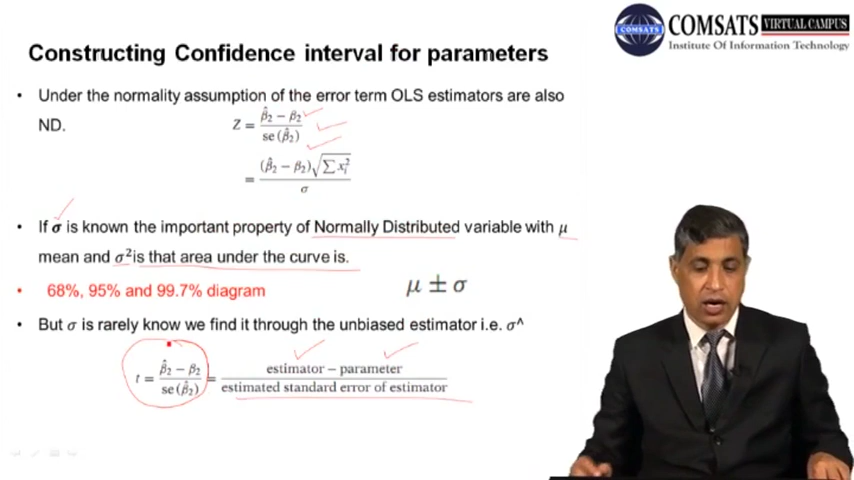 COMSATS VIRTUAL CAMPUS
Institute Of Information Technology
COMSATS
Constructing Confidence interval for parameters
• Under the normality assumption of the error term OLS estimators are also
ND.
Z = (β̂₂ − β₂) / se (β̂₂)
= (β̂₂ − β₂)√∑ xᵢ² / σ
• If σ is known the important property of Normally Distributed variable with μ
mean and σ²is that area under the curve is.
• 68%, 95% and 99.7% diagram
μ ± σ
• But σ is rarely know we find it through the unbiased estimator i.e. σ^
t = (β̂₂ − β₂) / se (β̂₂) = estimator − parameter / estimated standard error of estimator